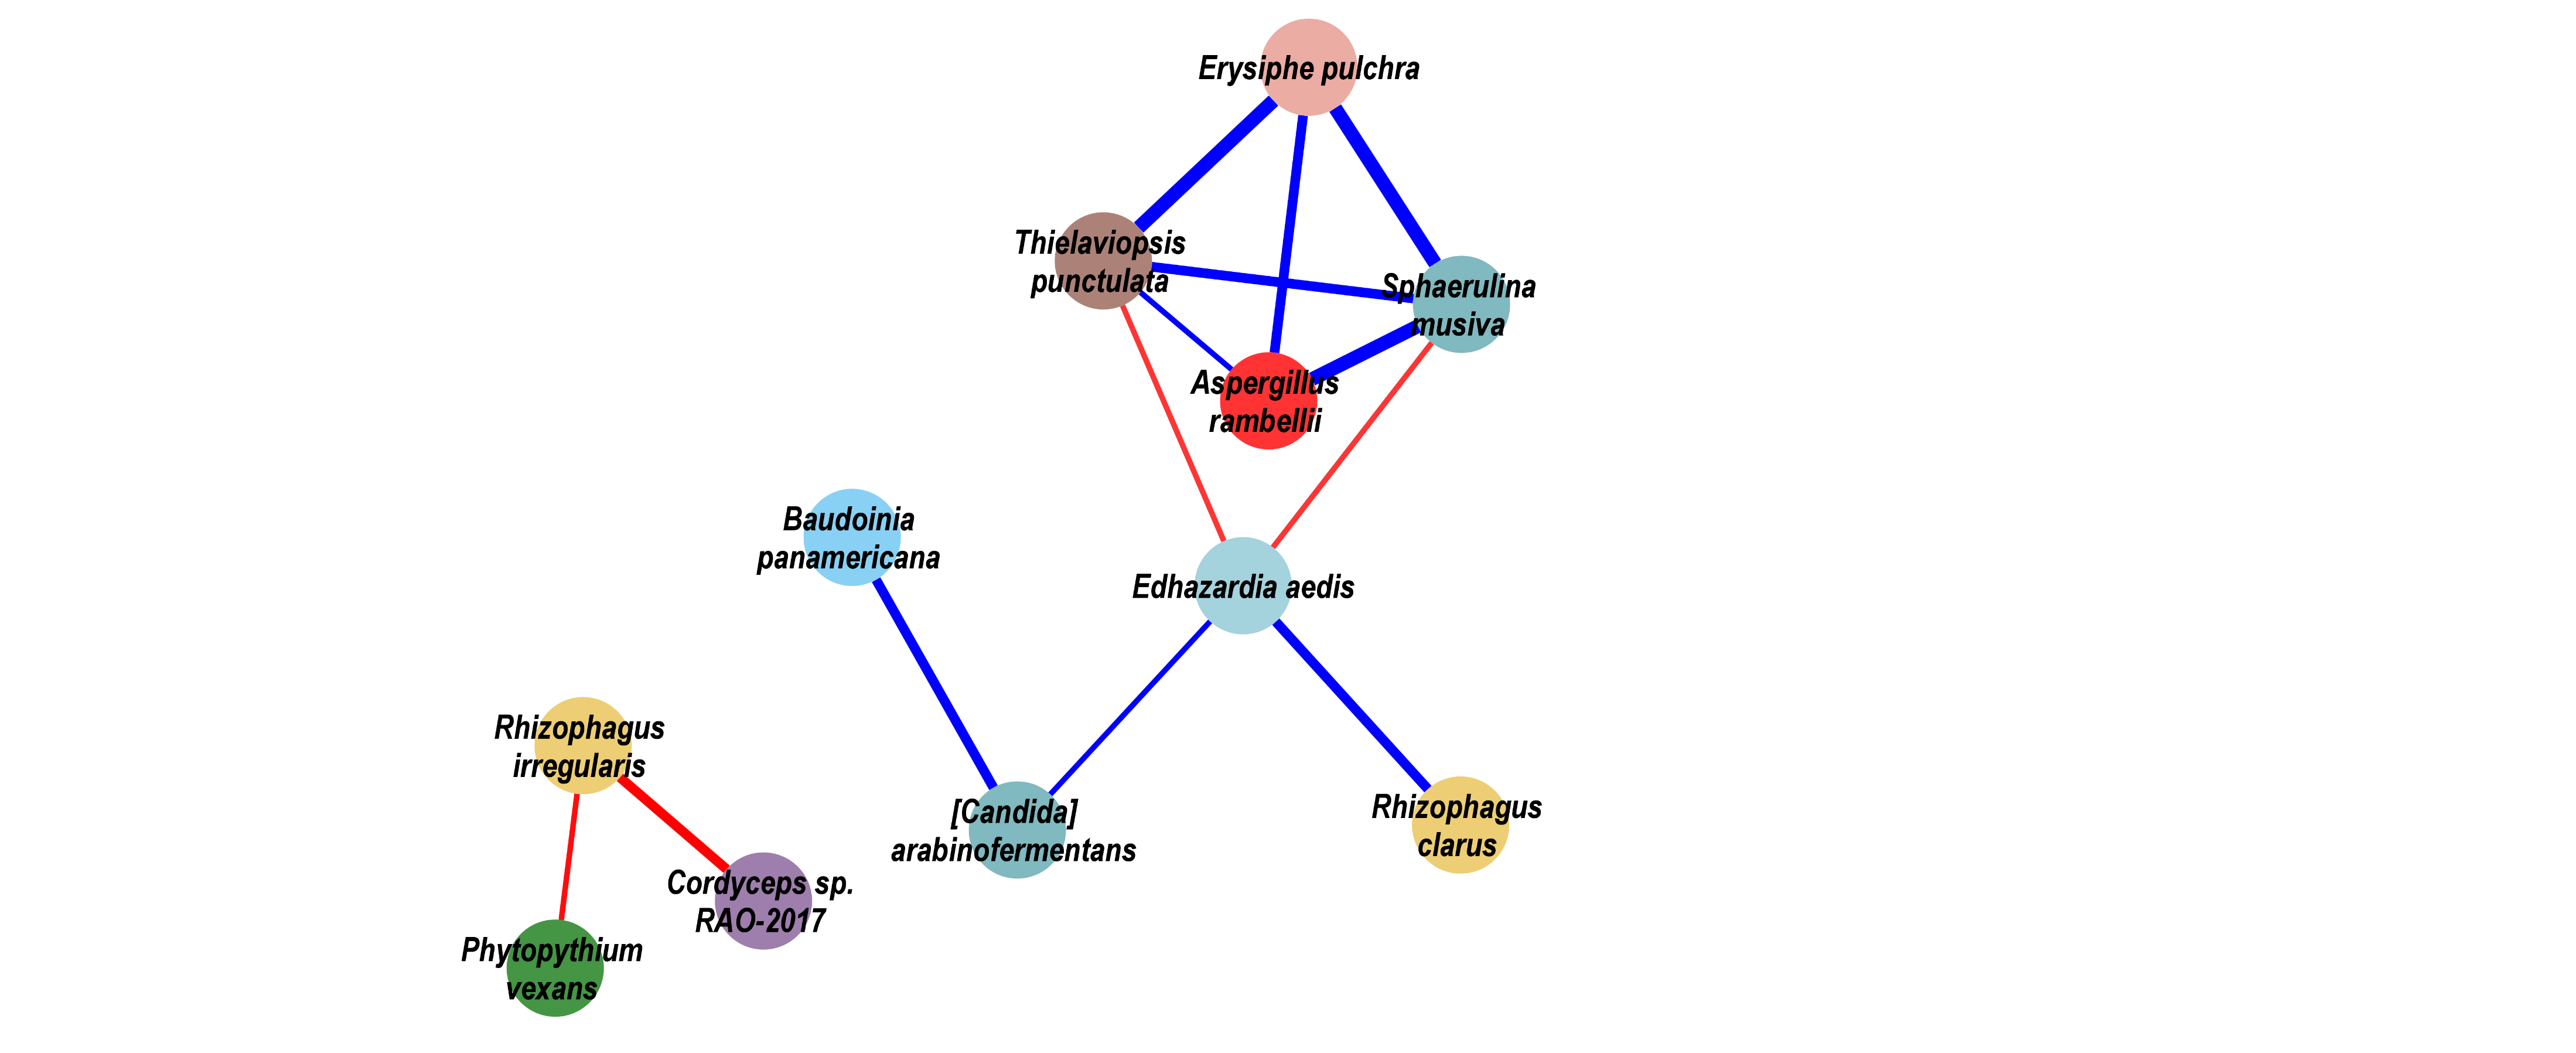 Erysiphe pulchra
Thielaviopsis
punctulata
Sphaerulina
musiva
Aspergillus
rambellii
Baudoinia
panamericana
Edhazardia aedis
Rhizophagus
irregularis
[Candida]
arabinofermentans
Rhizophagus
clarus
Cordyceps sp.
RAO-2017
Phytopythium
vexans